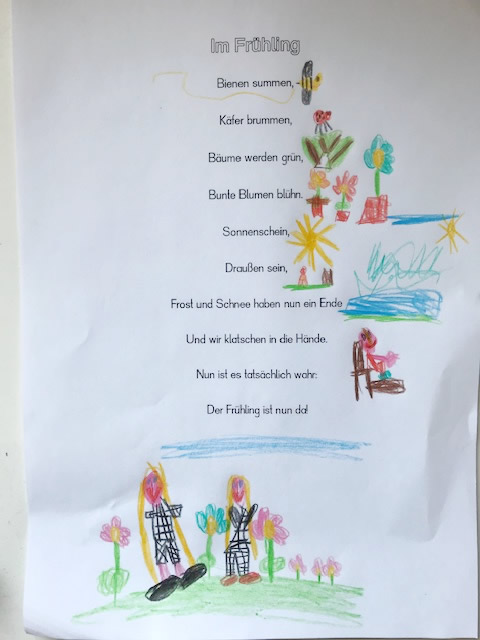 Im Frühling
Bienen summen,
Käfer brummen,
Bäume werden grün,
Bunte Blumen blühn.
Sonnenschein,
Draußen sein,
Frost und Schnee haben nun ein Ende
Und wir klatschen in die Hände.
Nun ist es tatsächlich wahr:
Der Frühling ist nun da!